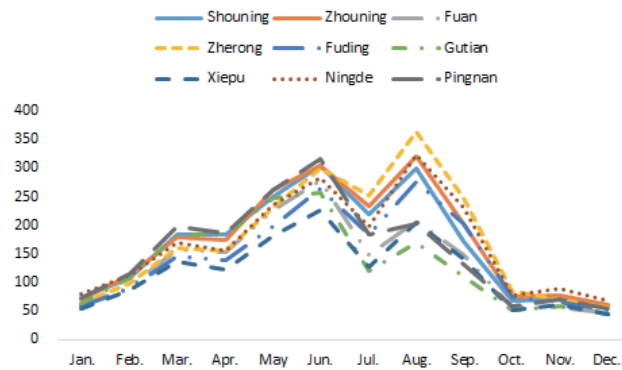 Shouning Zhouning Fuan
Zherong Fuding Gutian
Xiepu Ningde Pingnan
400
350
300
250
200
150
100
50
0
Jan. Feb. Mar. Apr. May Jun. Jul. Aug. Sep. Oct. Nov. Dec.